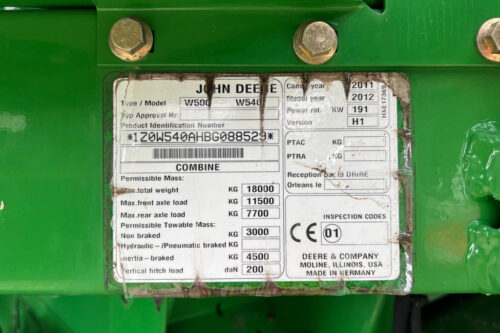 JOHN DEERE
Type / Model W500 W540
Type Approval Nr
Product Identification Number
*1Z0W540AHBG088529*
COMBINE
Permissible Mass:
Max. total weight KG 18000
Max. front axle load KG 11500
Max. rear axle load KG 7700
Permissible Towable Mass:
Non braked KG 3000
Hydraulic- /Pneumatic braked KG
Inertia - braked KG 4500
Vertical hitch load daN 200
Const. year 2011
Model year 2012
Power rat. KW 191
Version H1
PTAC KG
PTRA KG
Reception par la DRIRE
Orleans le
INSPECTION CODES
CE 01
DEERE & COMPANY
MOLINE, ILLINOIS, USA
MADE IN GERMANY